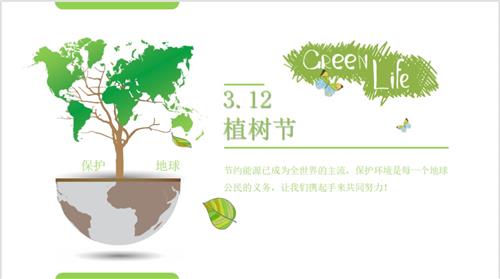 GREEN
Life
3.12
植树节
保护 地球
节约能源已成为全世界的主流，保护环境是每一个地球
公民的义务，让我们携起手来共同努力！